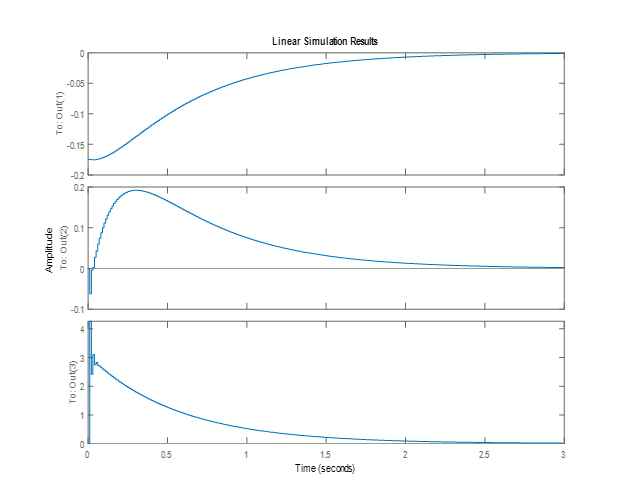 Linear Simulation Results
0
-0.05
-0.1
-0.15
-0.2
To: Out(1)
0.2
0.1
0
-0.1
To: Out(2)
Amplitude
4
3
2
1
0
To: Out(3)
0 0.5 1 1.5 2 2.5 3
Time (seconds)